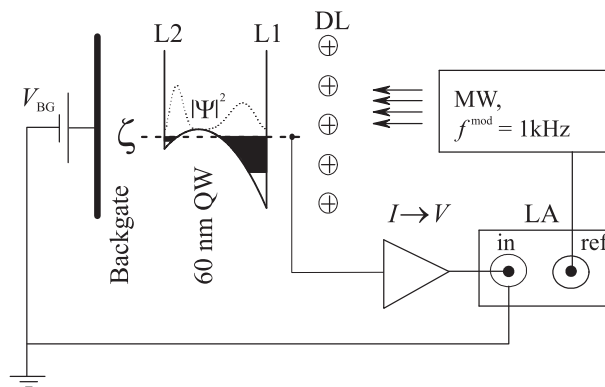 L2
L1
DL
V_BG
|Ψ|²
MW,
f^mod = 1kHz
ζ
Backgate
60 nm QW
I→V
LA
in
ref